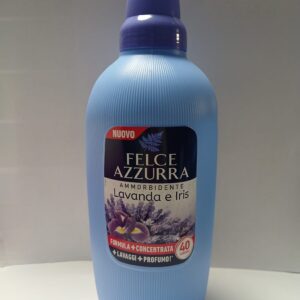 NUOVO
FELCE
AZZURRA
AMMORBIDENTE
Lavanda e Iris
FORMULA + CONCENTRATA
+ LAVAGGI + PROFUMO!*
40